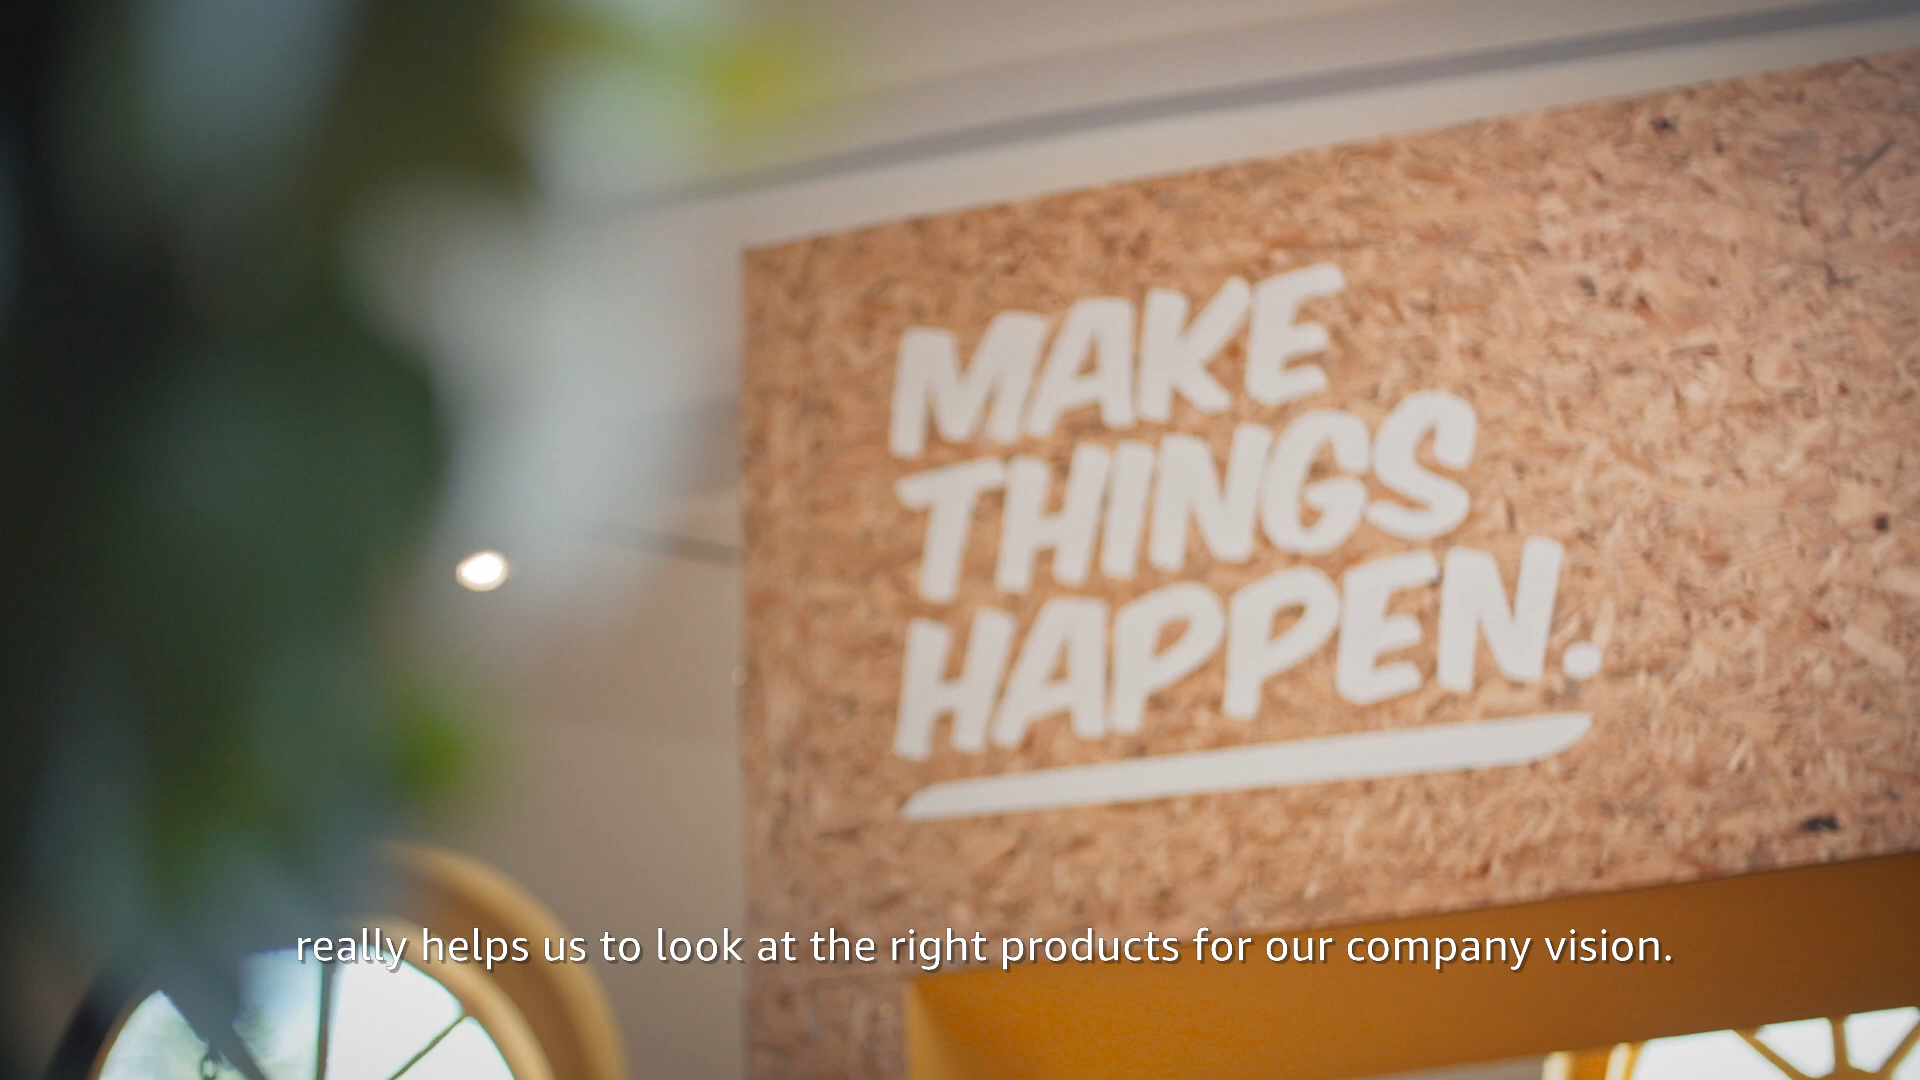 MAKE
THINGS
HAPPEN.
really helps us to look at the right products for our company vision.